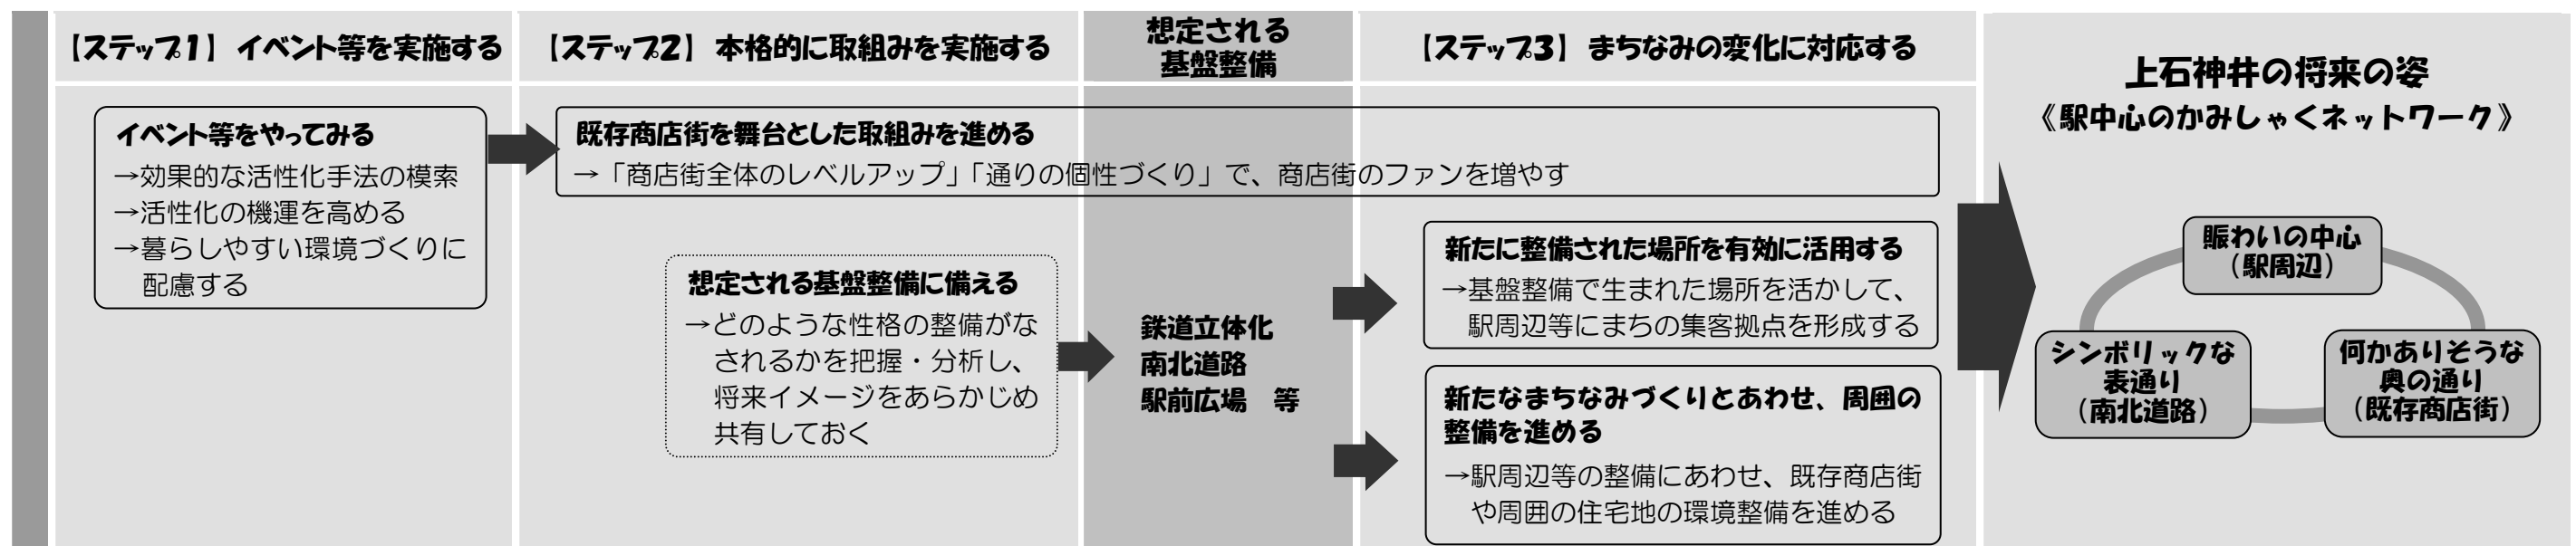 【ステップ1】 イベント等を実施する
イベント等をやってみる
→効果的な活性化手法の模索
→活性化の機運を高める
→暮らしやすい環境づくりに
配慮する
【ステップ2】 本格的に取組みを実施する
既存商店街を舞台とした取組みを進める
→「商店街全体のレベルアップ」「通りの個性づくり」で、商店街のファンを増やす
想定される基盤整備に備える
→どのような性格の整備がな
されるかを把握・分析し、
将来イメージをあらかじめ
共有しておく
想定される
基盤整備
鉄道立体化
南北道路
駅前広場 等
【ステップ3】 まちなみの変化に対応する
新たに整備された場所を有効に活用する
→基盤整備で生まれた場所を活かして、
駅周辺等にまちの集客拠点を形成する
新たなまちなみづくりとあわせ、周囲の
整備を進める
→駅周辺等の整備にあわせ、既存商店街
や周囲の住宅地の環境整備を進める
上石神井の将来の姿
《駅中心のかみしゃくネットワーク》
賑わいの中心
（駅周辺）
シンボリックな
表通り
（南北道路）
何かありそうな
奥の通り
（既存商店街）